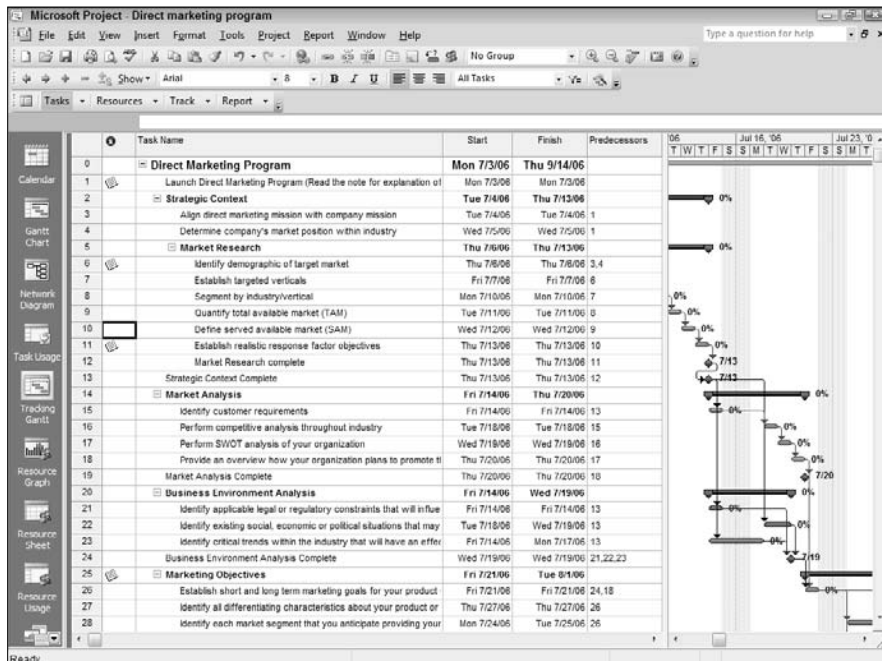 Microsoft Project - Direct marketing program
File Edit View Insert Format Tools Project Report Window Help
Type a question for help
No Group
Show Arial 8 B I U All Tasks
Tasks Resources Track Report
Task Name Start Finish Predecessors '06 Jul 16, '06 Jul 23, '0
T W T F S S M T W T F S S M T
0 Direct Marketing Program Mon 7/3/06 Thu 9/14/06
1 Launch Direct Marketing Program (Read the note for explanation of Mon 7/3/06 Mon 7/3/06
2 Strategic Context Tue 7/4/06 Thu 7/13/06 0%
3 Align direct marketing mission with company mission Tue 7/4/06 Tue 7/4/06 1
4 Determine company's market position within industry Wed 7/5/06 Wed 7/5/06 1
5 Market Research Thu 7/6/06 Thu 7/13/06 0%
6 Identify demographic of target market Thu 7/6/06 Thu 7/6/06 3,4
7 Establish targeted verticals Fri 7/7/06 Fri 7/7/06 6
8 Segment by industry/vertical Mon 7/10/06 Mon 7/10/06 7 0%
9 Quantify total available market (TAM) Tue 7/11/06 Tue 7/11/06 8 0%
10 Define served available market (SAM) Wed 7/12/06 Wed 7/12/06 9 0%
11 Establish realistic response factor objectives Thu 7/13/06 Thu 7/13/06 10 0%
12 Market Research complete Thu 7/13/06 Thu 7/13/06 11 7/13
13 Strategic Context Complete Thu 7/13/06 Thu 7/13/06 12 7/13
14 Market Analysis Fri 7/14/06 Thu 7/20/06 0%
15 Identify customer requirements Fri 7/14/06 Fri 7/14/06 13 0%
16 Perform competitive analysis throughout industry Tue 7/18/06 Tue 7/18/06 15 0%
17 Perform SWOT analysis of your organization Wed 7/19/06 Wed 7/19/06 16 0%
18 Provide an overview how your organization plans to promote tl Thu 7/20/06 Thu 7/20/06 17 0%
19 Market Analysis Complete Thu 7/20/06 Thu 7/20/06 18 7/20
20 Business Environment Analysis Fri 7/14/06 Wed 7/19/06 0%
21 Identify applicable legal or regulatory constraints that will influe Fri 7/14/06 Fri 7/14/06 13 0%
22 Identify existing social, economic or political situations that may Tue 7/18/06 Wed 7/19/06 13 0%
23 Identify critical trends within the industry that will have an effec Fri 7/14/06 Mon 7/17/06 13 0%
24 Business Environment Analysis Complete Wed 7/19/06 Wed 7/19/06 21,22,23 7/19
25 Marketing Objectives Fri 7/21/06 Tue 8/1/06
26 Establish short and long term marketing goals for your product Fri 7/21/06 Fri 7/21/06 24,18 0%
27 Identify all differentiating characteristics about your product or Thu 7/27/06 Thu 7/27/06 26
28 Identify each market segment that you anticipate providing your Mon 7/24/06 Tue 7/25/06 26
Calendar
Gantt
Chart
Network
Diagram
Task Usage
Tracking
Gantt
Resource
Graph
Resource
Sheet
Resource
Usage
Ready